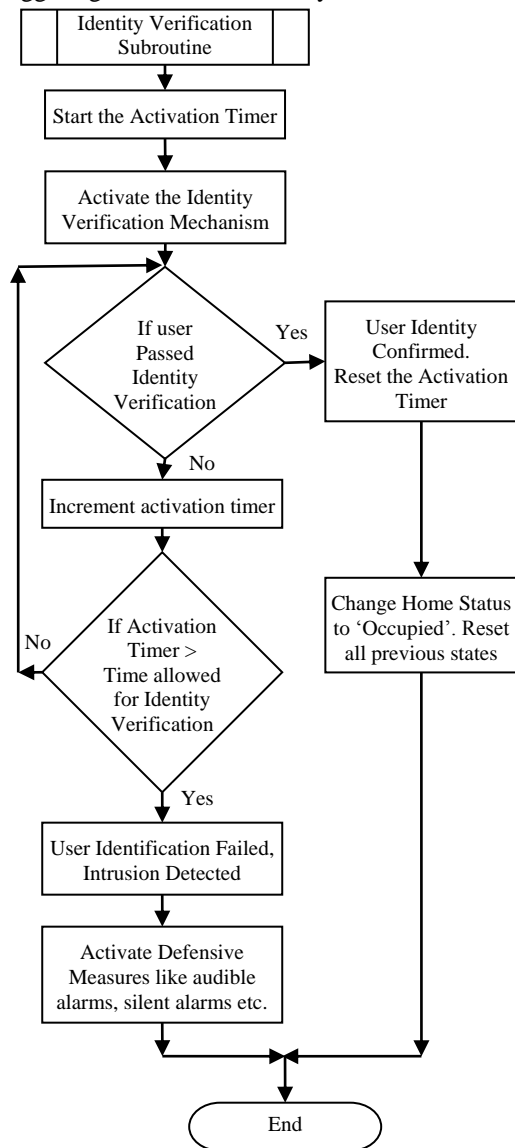 Identity Verification
Subroutine
Start the Activation Timer
Activate the Identity
Verification Mechanism
If user
Passed
Identity
Verification
Yes
User Identity
Confirmed.
Reset the Activation
Timer
No
Increment activation timer
If Activation
Timer >
Time allowed
for Identity
Verification
No
Change Home Status
to ‘Occupied’. Reset
all previous states
Yes
User Identification Failed,
Intrusion Detected
Activate Defensive
Measures like audible
alarms, silent alarms etc.
End